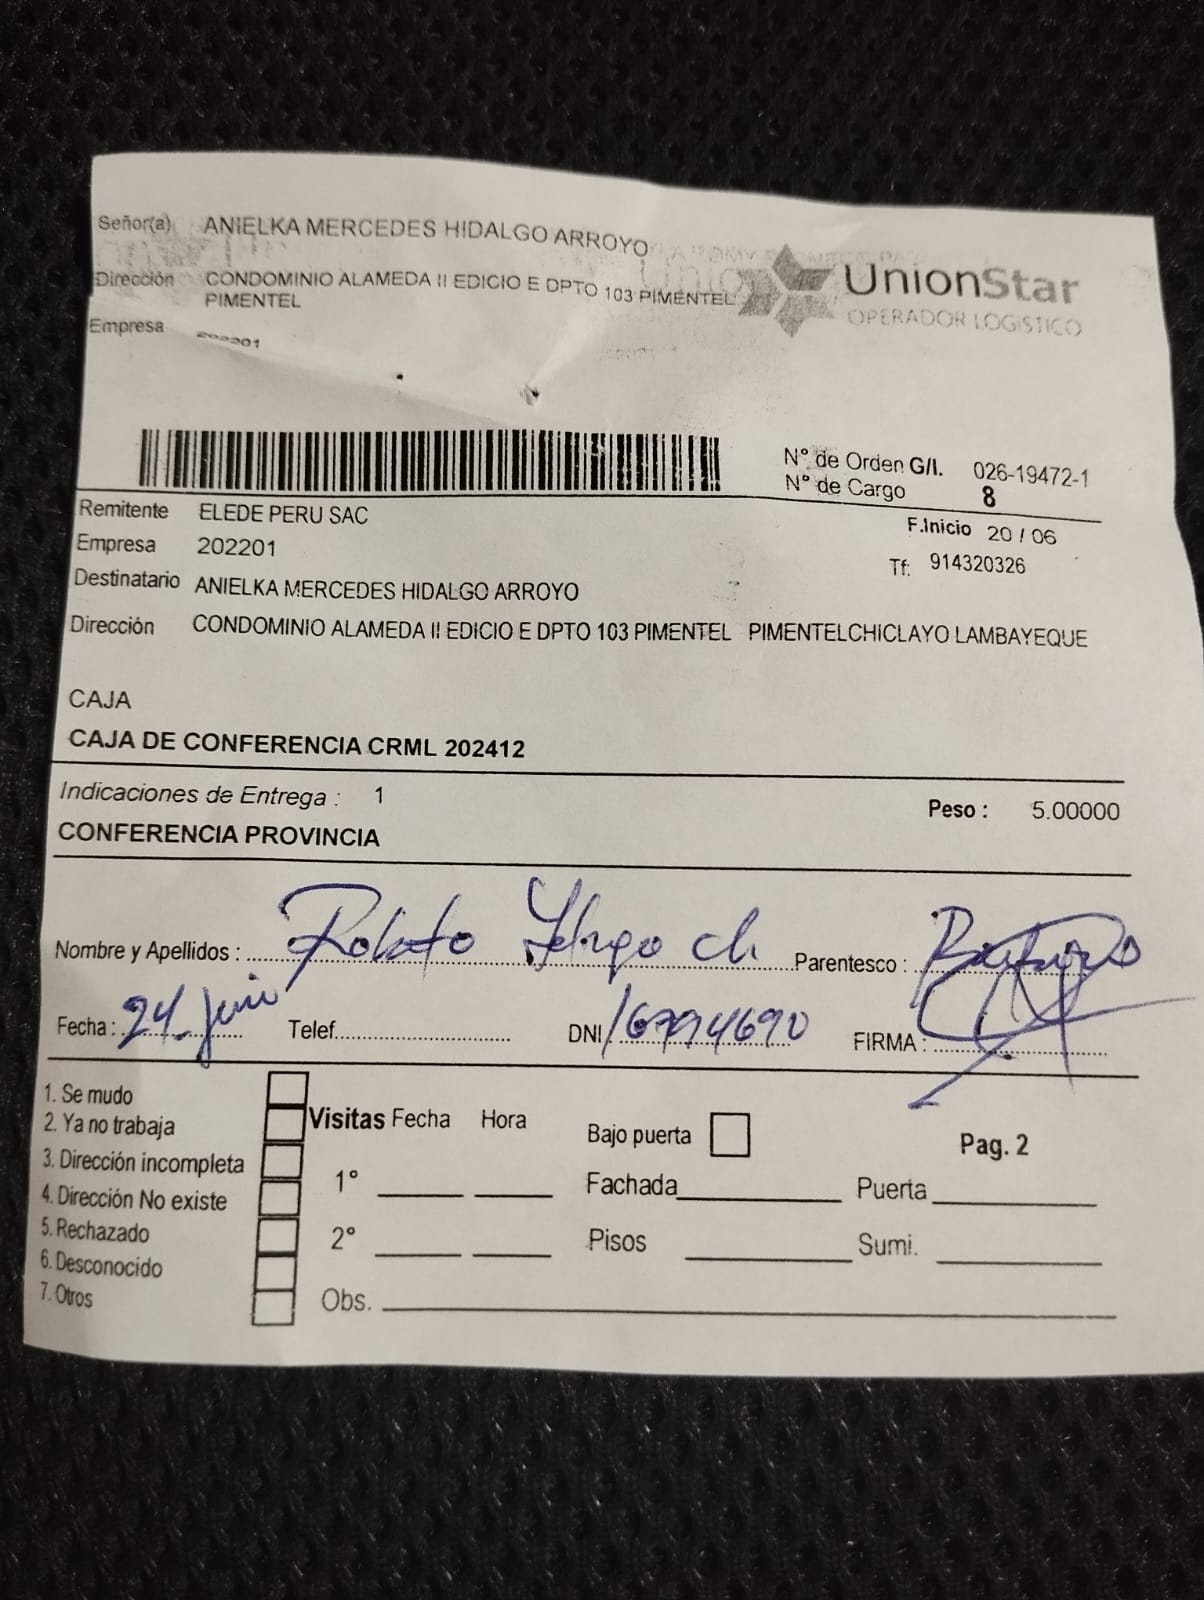 Señor(a) ANIELKA MERCEDES HIDALGO ARROYO
Dirección CONDOMINIO ALAMEDA II EDICIO E DPTO 103 PIMENTEL
PIMENTEL
Empresa 202201
UnionStar
OPERADOR LOGISTICO
N° de Orden G/I. 026-19472-1
N° de Cargo 8
Remitente ELEDE PERU SAC
F.Inicio 20 / 06
Empresa 202201
Tf: 914320326
Destinatario ANIELKA MERCEDES HIDALGO ARROYO
Dirección CONDOMINIO ALAMEDA II EDICIO E DPTO 103 PIMENTEL PIMENTELCHICLAYO LAMBAYEQUE
CAJA
CAJA DE CONFERENCIA CRML 202412
Indicaciones de Entrega : 1
Peso : 5.00000
CONFERENCIA PROVINCIA
Nombre y Apellidos : Parentesco :
Fecha : 24 Telef. DNI FIRMA :
1. Se mudo
2. Ya no trabaja
3. Dirección incompleta
4. Dirección No existe
5. Rechazado
6. Desconocido
7. Otros
Visitas Fecha Hora
1°
2°
Obs.
Bajo puerta
Pag. 2
Fachada Puerta
Pisos Sumi.